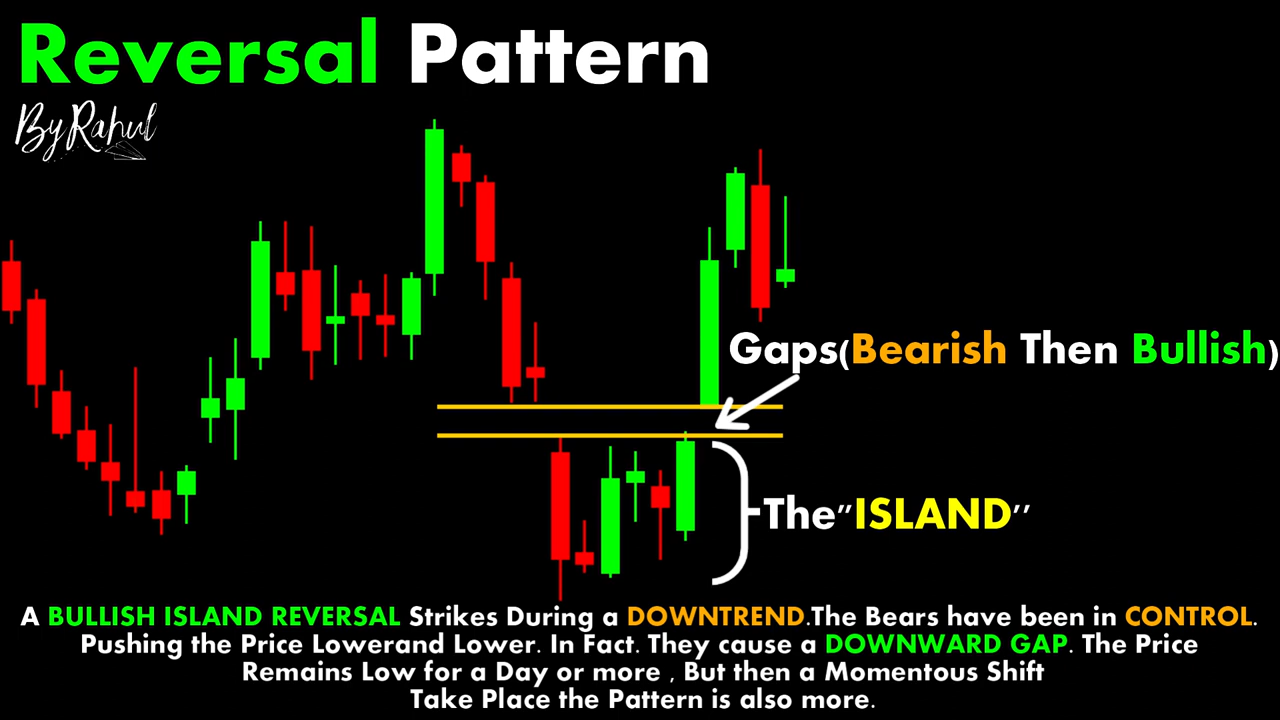 Reversal Pattern
By Rahul
Gaps(Bearish Then Bullish)
The"ISLAND''
A BULLISH ISLAND REVERSAL Strikes During a DOWNTREND.The Bears have been in CONTROL.
Pushing the Price Lowerand Lower. In Fact. They cause a DOWNWARD GAP. The Price
Remains Low for a Day or more , But then a Momentous Shift
Take Place the Pattern is also more.